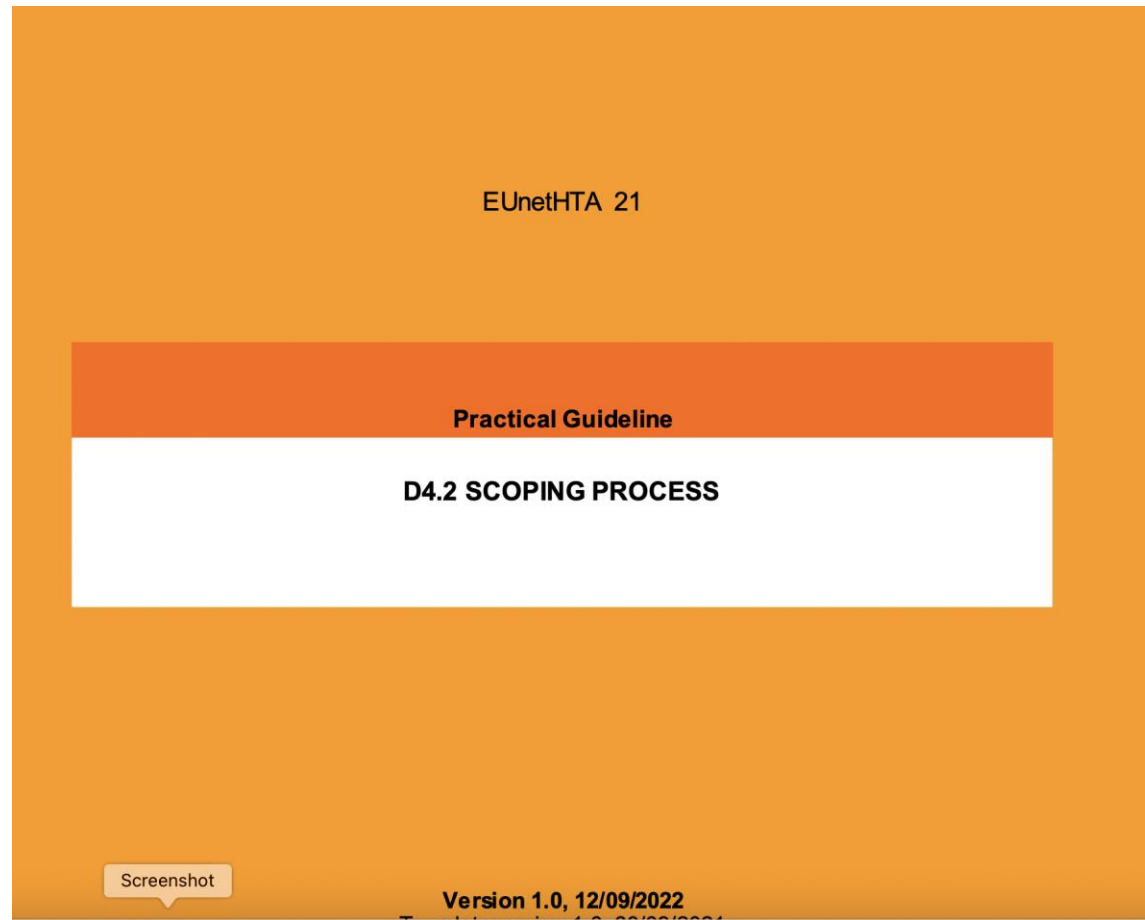 EUnetHTA 21
Practical Guideline
D4.2 SCOPING PROCESS
Screenshot
Version 1.0, 12/09/2022